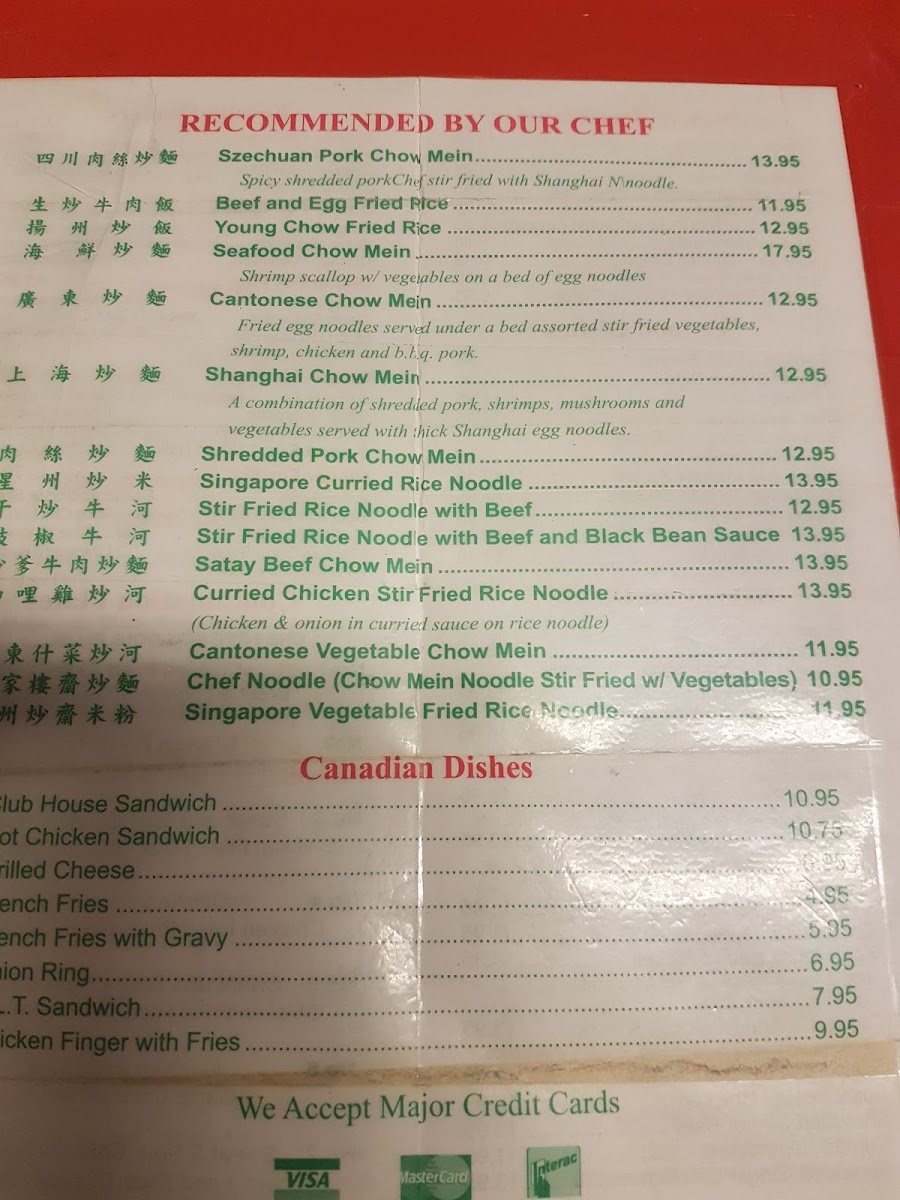 RECOMMENDED BY OUR CHEF
四川肉絲炒麵 Szechuan Pork Chow Mein 13.95
Spicy shredded porkChef stir fried with Shanghai N\noodle.
生炒牛肉飯 Beef and Egg Fried Rice 11.95
揚州炒飯 Young Chow Fried Rice 12.95
海鮮炒麵 Seafood Chow Mein 17.95
Shrimp scallop w/ vegetables on a bed of egg noodles
廣東炒麵 Cantonese Chow Mein 12.95
Fried egg noodles served under a bed assorted stir fried vegetables,
shrimp, chicken and b.b.q. pork.
上海炒麵 Shanghai Chow Mein 12.95
A combination of shredded pork, shrimps, mushrooms and
vegetables served with thick Shanghai egg noodles.
肉絲炒麵 Shredded Pork Chow Mein 12.95
星州炒米 Singapore Curried Rice Noodle 13.95
干炒牛河 Stir Fried Rice Noodle with Beef 12.95
椒牛河 Stir Fried Rice Noodle with Beef and Black Bean Sauce 13.95
爹牛肉炒麵 Satay Beef Chow Mein 13.95
哩雞炒河 Curried Chicken Stir Fried Rice Noodle 13.95
(Chicken & onion in curried sauce on rice noodle)
東什菜炒河 Cantonese Vegetable Chow Mein 11.95
家樓齋炒麵 Chef Noodle (Chow Mein Noodle Stir Fried w/ Vegetables) 10.95
州炒齋米粉 Singapore Vegetable Fried Rice Noodle 11.95
Canadian Dishes
Club House Sandwich 10.95
ot Chicken Sandwich 10.75
rilled Cheese
ench Fries 4.95
ench Fries with Gravy 5.95
ion Ring 6.95
L.T. Sandwich 7.95
icken Finger with Fries 9.95
We Accept Major Credit Cards
VISA MasterCard Interac